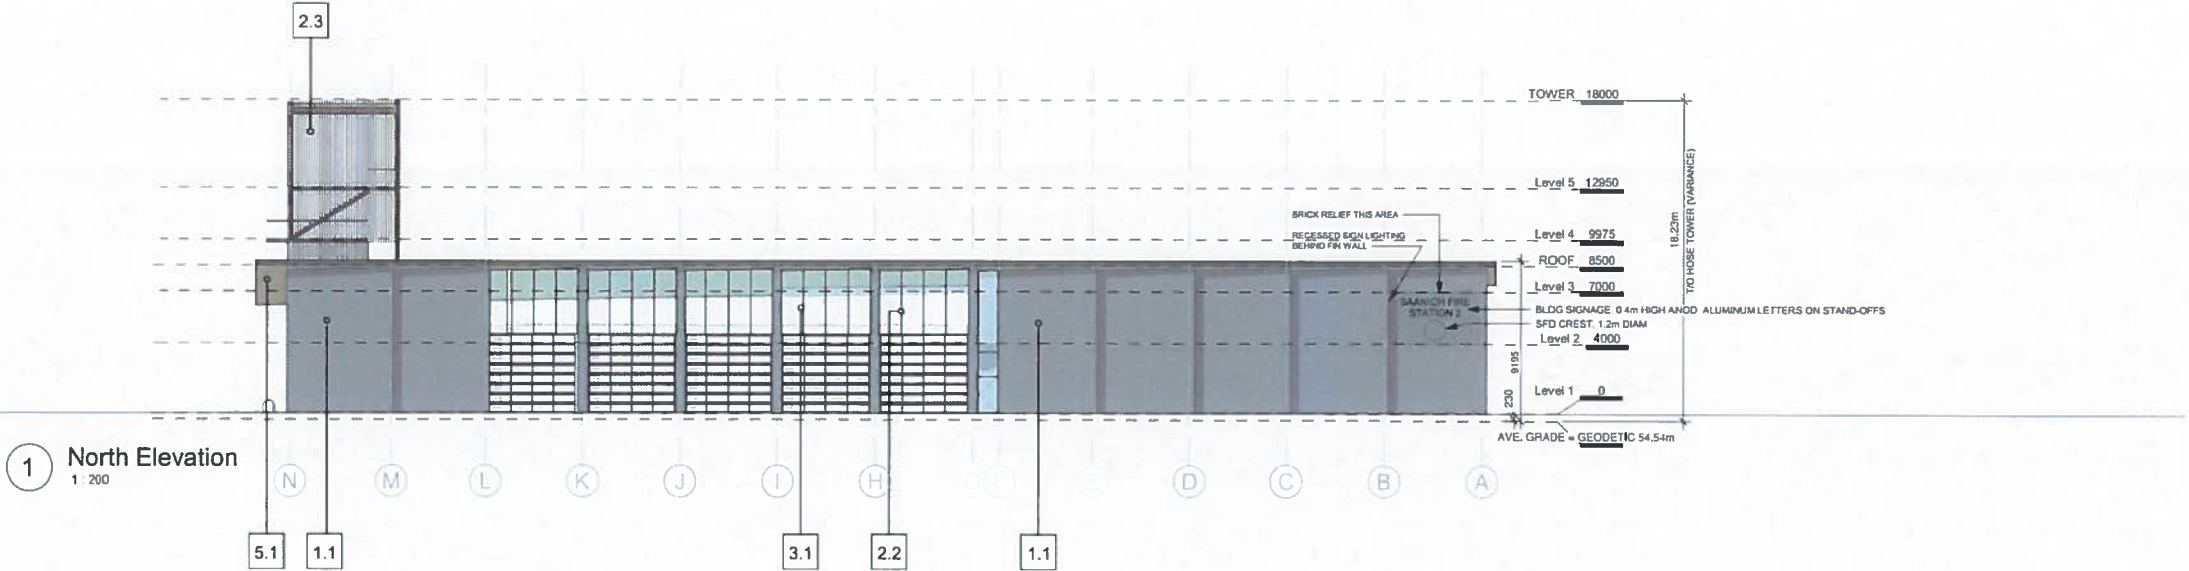 2.3
TOWER 18000
Level 5 12950
18.23m
T/O HOSE TOWER (VARIANCE)
BRICK RELIEF THIS AREA
RECESSED SIGN LIGHTING
BEHIND FIN WALL
Level 4 9975
ROOF 8500
Level 3 7000
SAANICH FIRE
STATION 2
BLDG SIGNAGE, 0.4m HIGH ANOD ALUMINUM LETTERS ON STAND-OFFS
SFD CREST, 1.2m DIAM
Level 2 4000
9195
230
Level 1 0
AVE. GRADE = GEODETIC 54.54m
1 North Elevation
1 : 200
N M L K J I H G F E D C B A
5.1 1.1 3.1 2.2 1.1